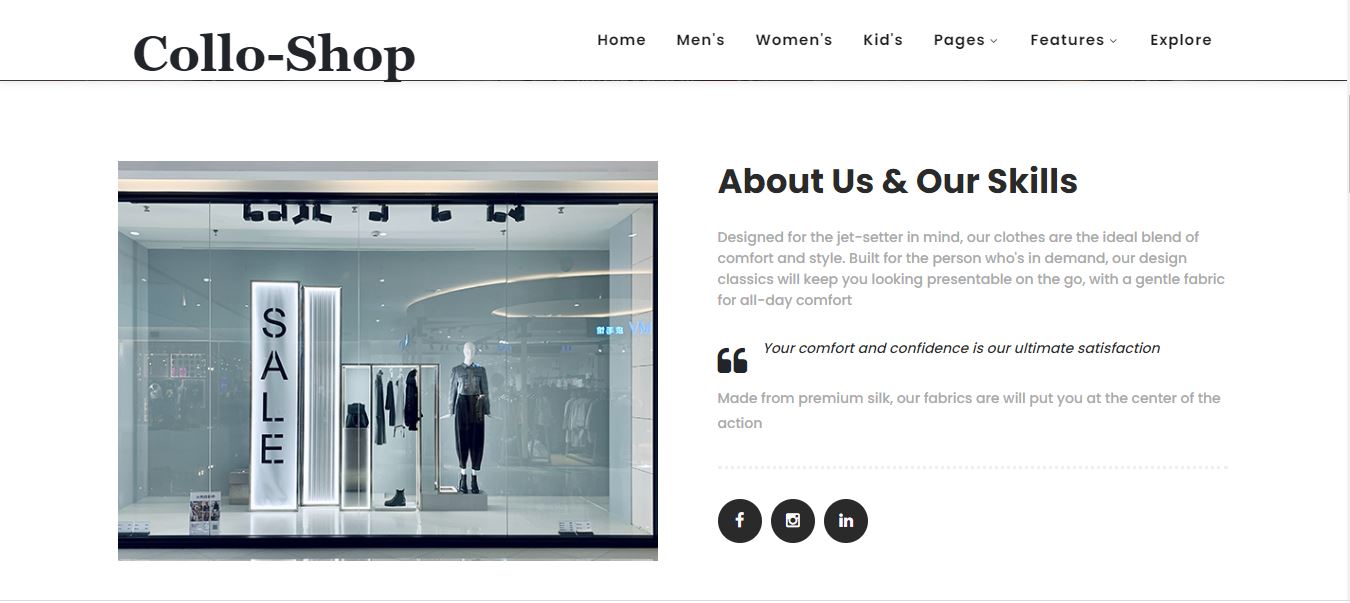 Collo-Shop
Home Men's Women's Kid's Pages Features Explore
About Us & Our Skills
Designed for the jet-setter in mind, our clothes are the ideal blend of
comfort and style. Built for the person who's in demand, our design
classics will keep you looking presentable on the go, with a gentle fabric
for all-day comfort
Your comfort and confidence is our ultimate satisfaction
Made from premium silk, our fabrics are will put you at the center of the
action
SALE